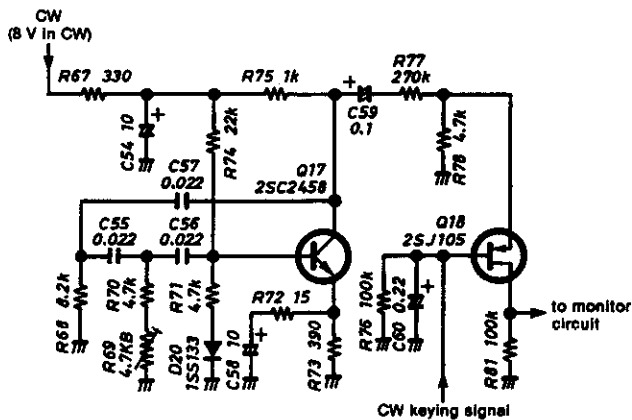 CW
(8 V in CW)
R67 330
R75 1k
R77
270k
C54 10
+
R74 22k
+
C59
0.1
R78 4.7k
C57
0.022
Q17
2SC2458
C55
0.022
C56
0.022
Q18
2SJ105
R68 8.2k
R70
4.7k
R69
4.7KB
R71
4.7k
D20
1SS133
R72 15
C58 10
+
R73 390
R76 100k
C60 0.22
+
R81 100k
to monitor
circuit
CW keying signal